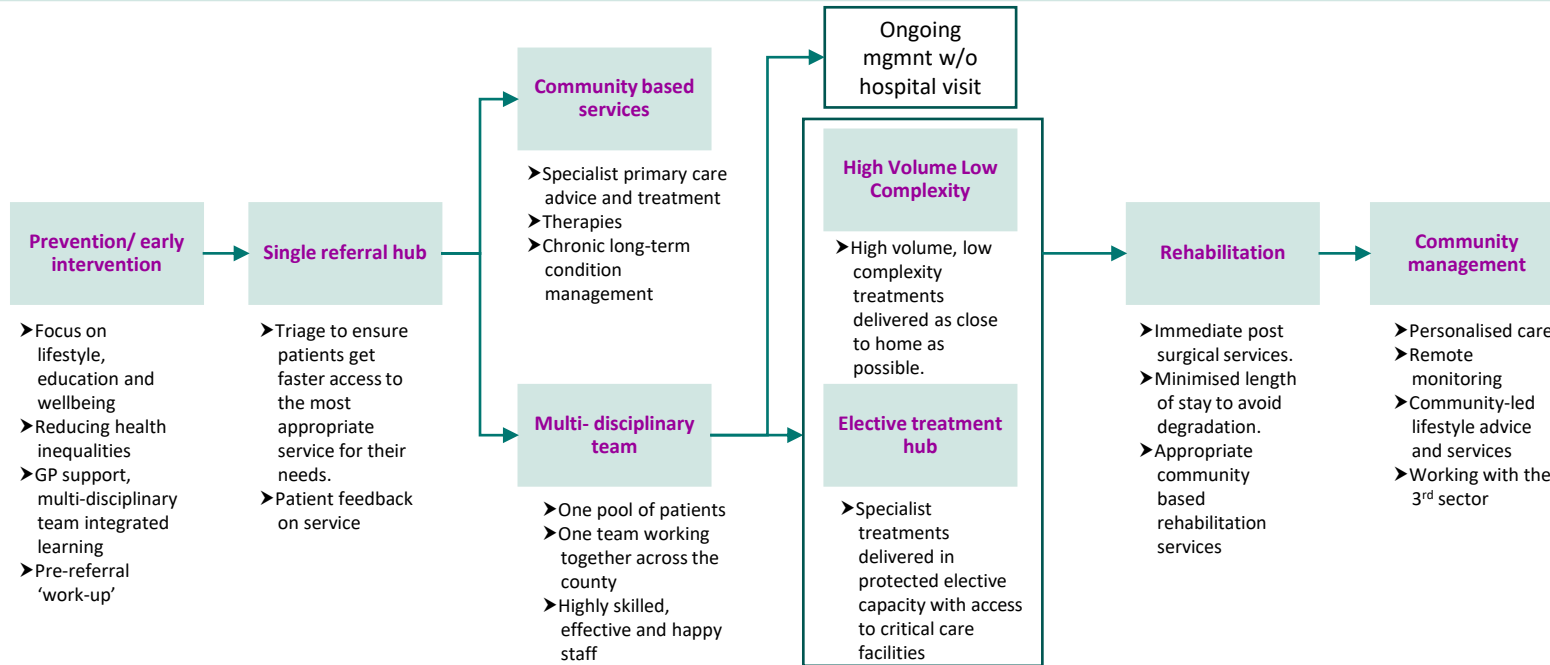 Prevention/ early
intervention
➤Focus on
lifestyle,
education and
wellbeing
➤Reducing health
inequalities
➤GP support,
multi-disciplinary
team integrated
learning
➤Pre-referral
‘work-up’
Single referral hub
➤Triage to ensure
patients get
faster access to
the most
appropriate
service for their
needs.
➤Patient feedback
on service
Community based
services
➤Specialist primary care
advice and treatment
➤Therapies
➤Chronic long-term
condition
management
Multi- disciplinary
team
➤One pool of patients
➤One team working
together across the
county
➤Highly skilled,
effective and happy
staff
Ongoing
mgmnt w/o
hospital visit
High Volume Low
Complexity
➤High volume, low
complexity
treatments
delivered as close
to home as
possible.
Elective treatment
hub
➤Specialist
treatments
delivered in
protected elective
capacity with access
to critical care
facilities
Rehabilitation
➤Immediate post
surgical services.
➤Minimised length
of stay to avoid
degradation.
➤Appropriate
community
based
rehabilitation
services
Community
management
➤Personalised care
➤Remote
monitoring
➤Community-led
lifestyle advice
and services
➤Working with the
3rd sector